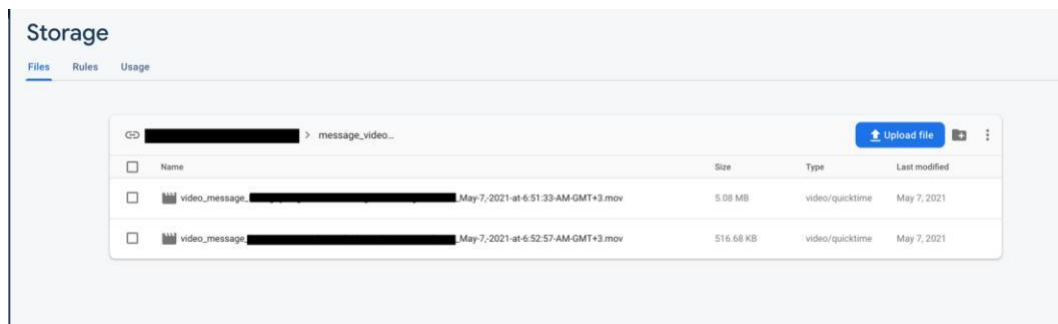 Storage
Files Rules Usage
> message_video... Upload file
Name Size Type Last modified
video_message_ _May-7,-2021-at-6:51:33-AM-GMT+3.mov 5.08 MB video/quicktime May 7, 2021
video_message_ _May-7,-2021-at-6:52:57-AM-GMT+3.mov 516.68 KB video/quicktime May 7, 2021